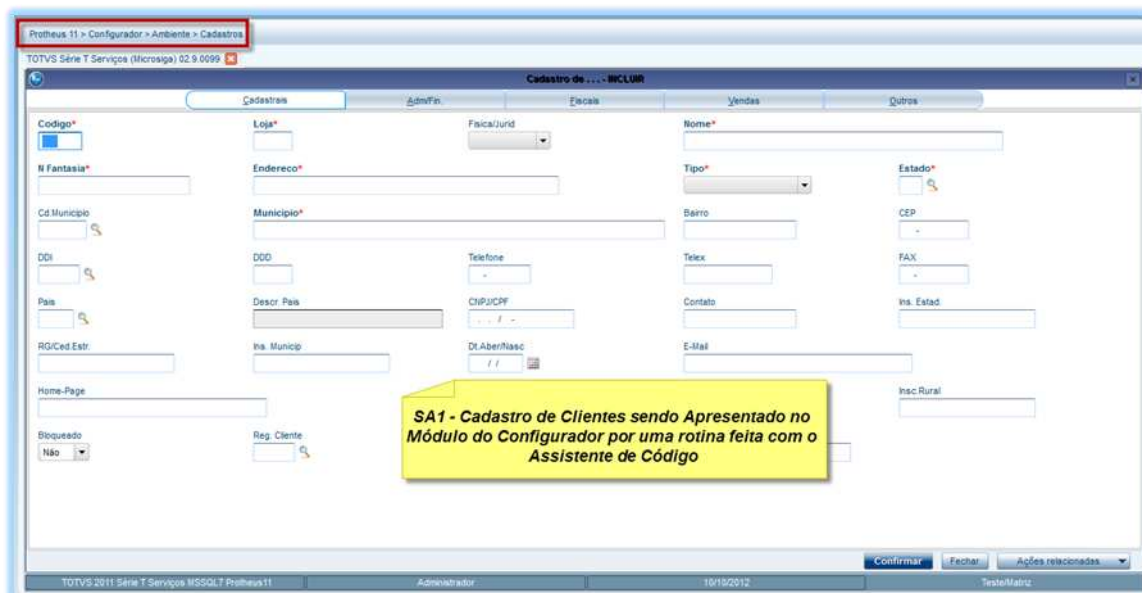 Protheus 11 > Configurador > Ambiente > Cadastros
TOTVS Série T Serviços (Microsiga) 02.9.0099
Cadastro de . . . . - INCLUIR
Cadastrais Adm/Fin. Fiscais Vendas Outros
Codigo* Loja* Fisica/Jurid Nome*
N Fantasia* Endereco* Tipo* Estado*
Cd.Municipio Municipio* Bairro CEP
-
DDI DDD Telefone Telex FAX
- -
Pais Descr. Pais CNPJ/CPF Contato Ins. Estad.
. . / -
RG/Ced.Estr. Ins. Municip Dt.Aber/Nasc E-Mail
/ /
Home-Page Insc.Rural
Bloqueado Reg. Cliente
Não
SA1 - Cadastro de Clientes sendo Apresentado no
Módulo do Configurador por uma rotina feita com o
Assistente de Código
Confirmar Fechar Ações relacionadas
TOTVS 2011 Série T Serviços MSSQL7 Protheus11 Administrador 10/10/2012 Teste/Matriz